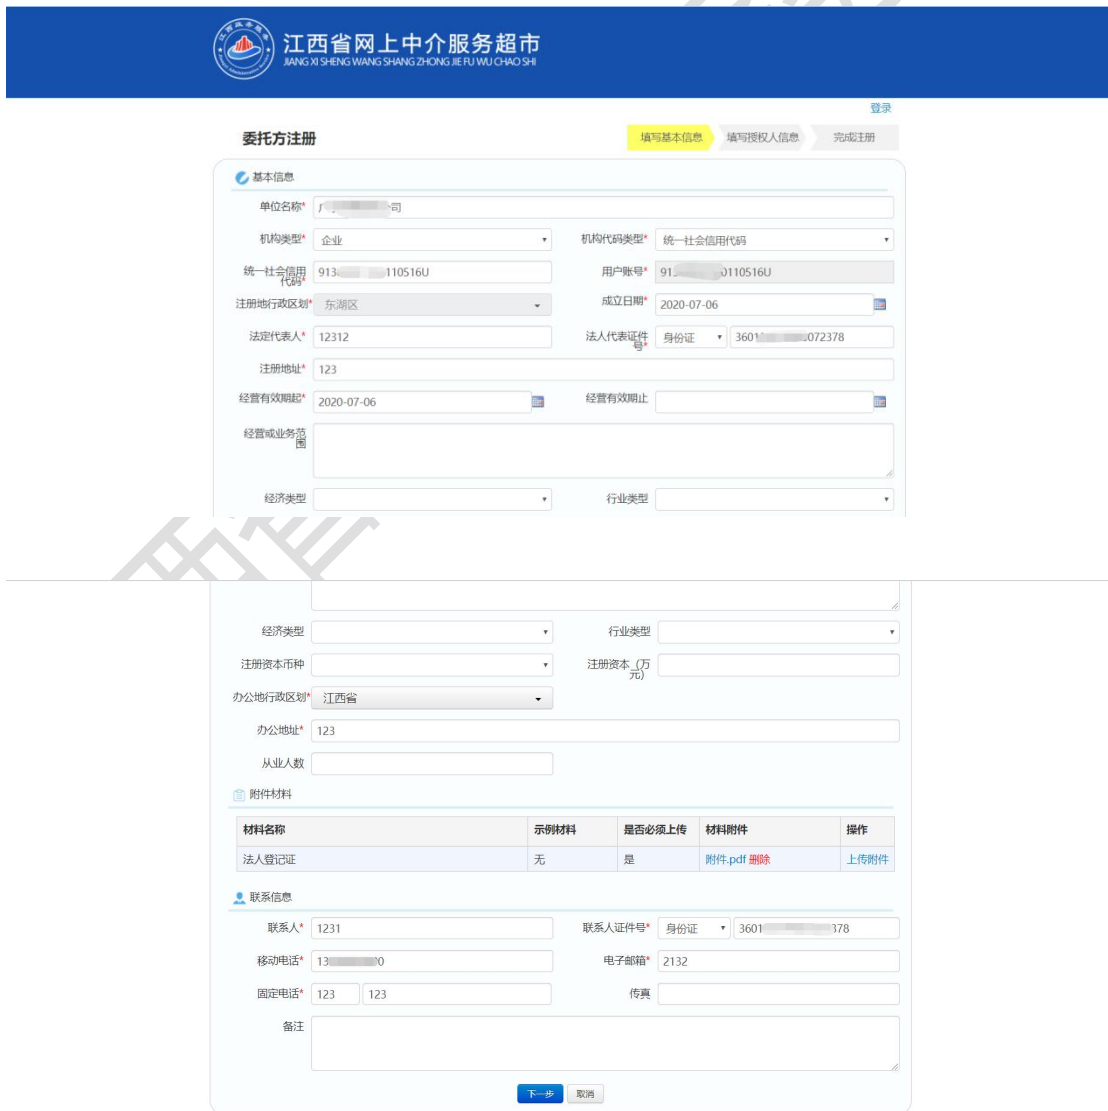 江西省网上中介服务超市
JIANG XI SHENG WANG SHANG ZHONG JIE FU WU CHAO SHI
登录
委托方注册 填写基本信息 填写授权人信息 完成注册
基本信息
单位名称* 司
机构类型* 企业 机构代码类型* 统一社会信用代码
统一社会信用代码* 913 110516U 用户账号* 91 0110516U
注册地行政区划* 东湖区 成立日期* 2020-07-06
法定代表人* 12312 法人代表证件号* 身份证 3601 072378
注册地址* 123
经营有效期起* 2020-07-06 经营有效期止
经营或业务范围
经济类型 行业类型
西省
经济类型 行业类型
注册资本币种 注册资本（万元）
办公地行政区划* 江西省
办公地址* 123
从业人数
附件材料
材料名称 示例材料 是否必须上传 材料附件 操作
法人登记证 无 是 附件.pdf 删除 上传附件
联系信息
联系人* 1231 联系人证件号* 身份证 3601 378
移动电话* 13 0 电子邮箱* 2132
固定电话* 123 123 传真
备注
下一步 取消